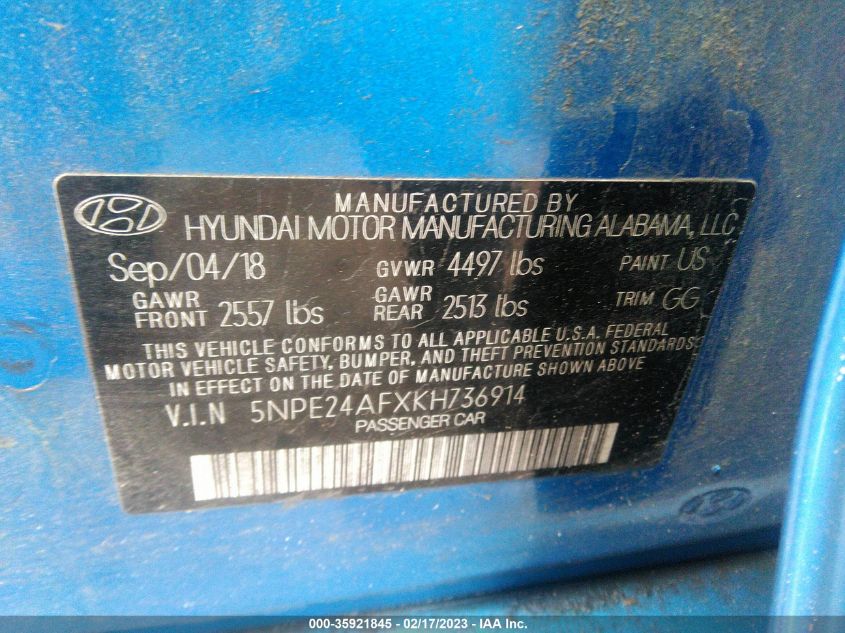 MANUFACTURED BY
HYUNDAI MOTOR MANUFACTURING ALABAMA, LLC
Sep/04/18 GVWR 4497 lbs PAINT US
GAWR FRONT 2557 lbs GAWR REAR 2513 lbs TRIM GG
THIS VEHICLE CONFORMS TO ALL APPLICABLE U.S.A. FEDERAL
MOTOR VEHICLE SAFETY, BUMPER, AND THEFT PREVENTION STANDARDS
IN EFFECT ON THE DATE OF MANUFACTURE SHOWN ABOVE
V.I.N 5NPE24AFXKH736914
PASSENGER CAR
000-35921845 - 02/17/2023 - Copyright IAA, Inc.